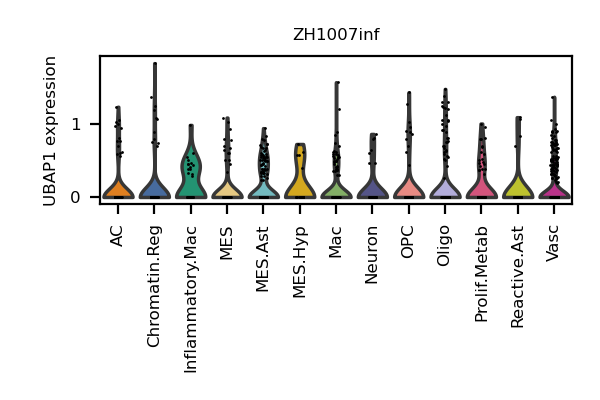 ZH1007inf
UBAP1 expression
1
0
AC
Chromatin.Reg
Inflammatory.Mac
MES
MES.Ast
MES.Hyp
Mac
Neuron
OPC
Oligo
Prolif.Metab
Reactive.Ast
Vasc